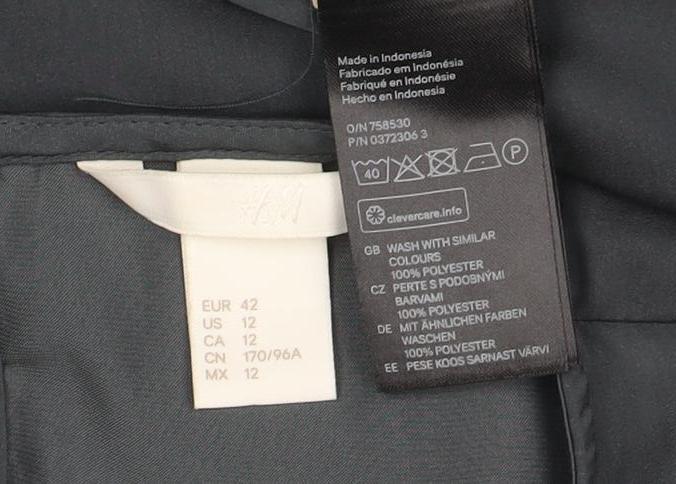 Made in Indonesia
Fabricado em Indonésia
Fabriqué en Indonésie
Hecho en Indonesia
O/N 758530
P/N 0372306 3
40
P
clevercare.info
GB WASH WITH SIMILAR
COLOURS
100% POLYESTER
CZ PERTE S PODOBNÝMI
BARVAMI
100% POLYESTER
DE MIT ÄHNLICHEN FARBEN
WASCHEN
100% POLYESTER
EE PESE KOOS SARNAST VÄRVI
H&M
EUR 42
US 12
CA 12
CN 170/96A
MX 12